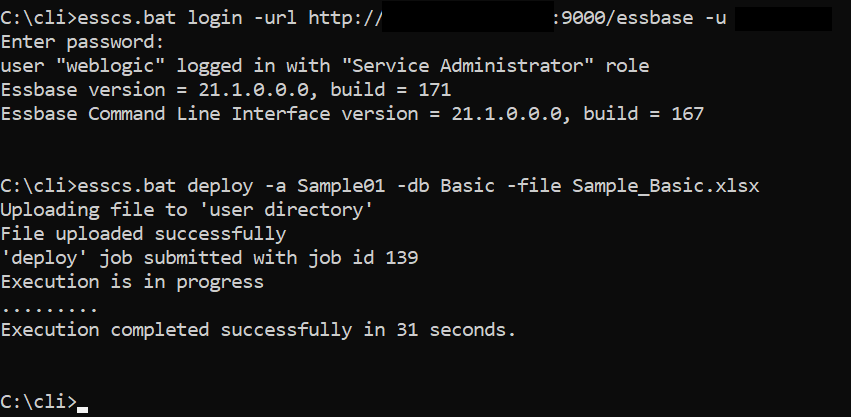 C:\cli>esscs.bat login -url http://:9000/essbase -u
Enter password:
user "weblogic" logged in with "Service Administrator" role
Essbase version = 21.1.0.0.0, build = 171
Essbase Command Line Interface version = 21.1.0.0.0, build = 167
C:\cli>esscs.bat deploy -a Sample01 -db Basic -file Sample_Basic.xlsx
Uploading file to 'user directory'
File uploaded successfully
'deploy' job submitted with job id 139
Execution is in progress
.........
Execution completed successfully in 31 seconds.
C:\cli>